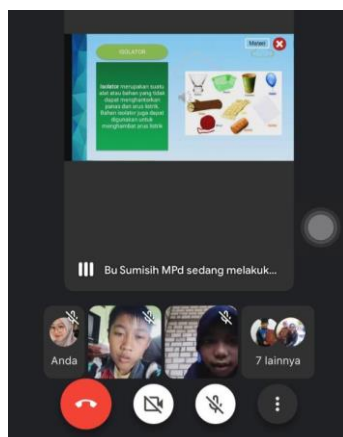 ISOLATOR
Materi
Isolator merupakan suatu
alat atau bahan yang tidak
dapat menghantarkan
panas dan arus listrik.
Bahan isolator juga dapat
digunakan untuk
menghambat arus listrik
Bu Sumisih MPd sedang melakuk...
Anda
7 lainnya